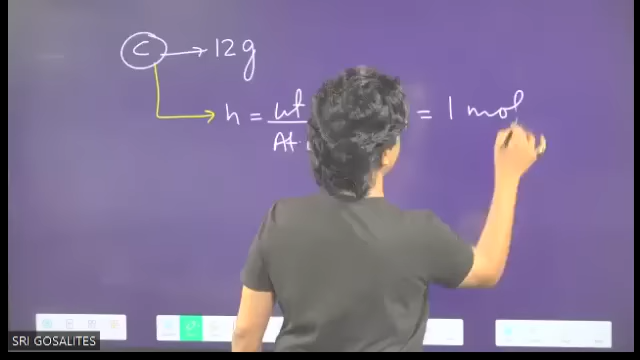 C → 12g
n = wt / At. = 1 mol
SRI GOSALITES